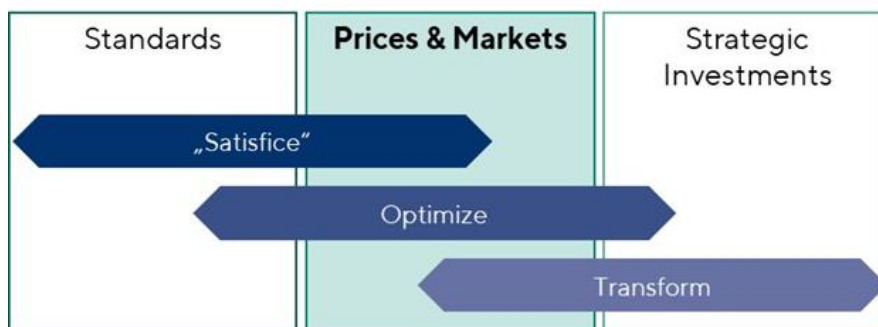 Standards
Prices & Markets
Strategic
Investments
„Satisfice“
Optimize
Transform